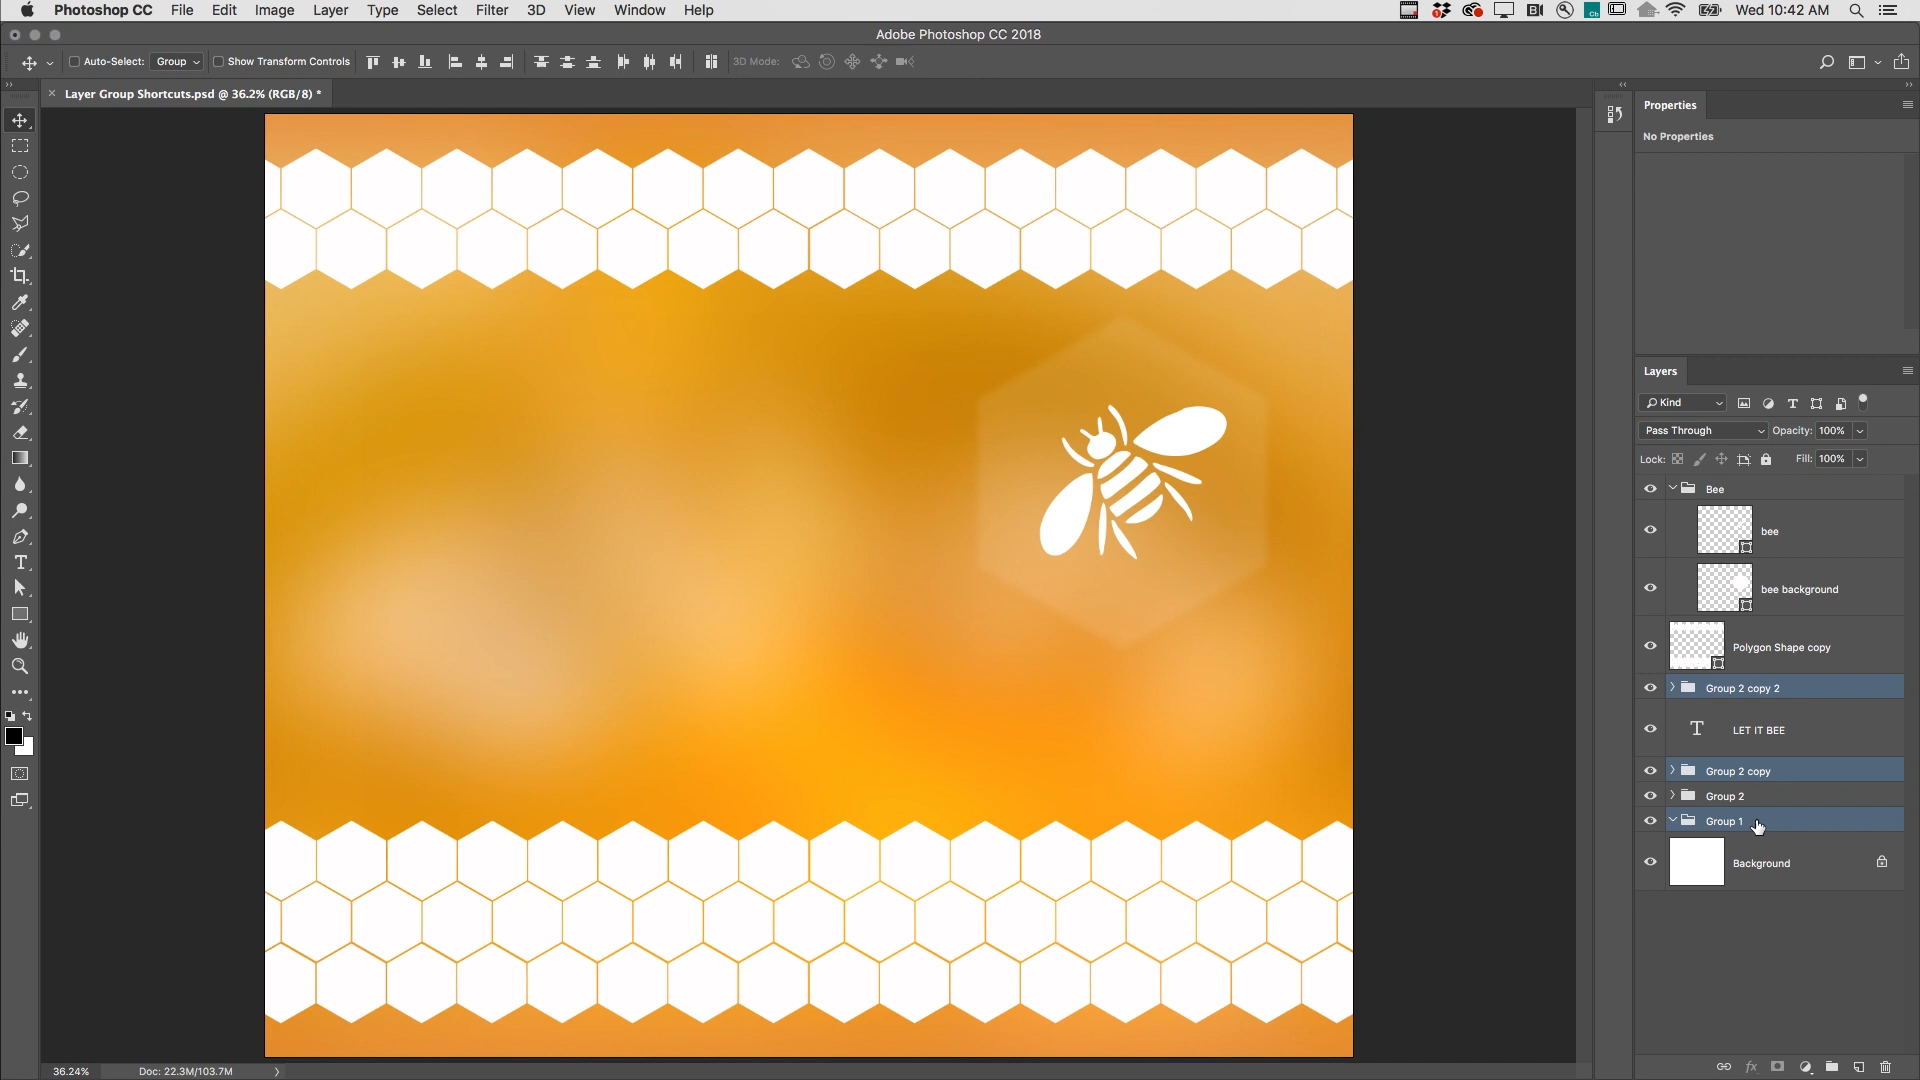 Photoshop CC File Edit Image Layer Type Select Filter 3D View Window Help Wed 10:42 AM
Adobe Photoshop CC 2018
Auto-Select: Group Show Transform Controls 3D Mode:
Layer Group Shortcuts.psd @ 36.2% (RGB/8) *
Properties
No Properties
Layers
Kind
Pass Through Opacity: 100%
Lock: Fill: 100%
Bee
bee
bee background
Polygon Shape copy
Group 2 copy 2
T LET IT BEE
Group 2 copy
Group 2
Group 1
Background
36.24% Doc: 22.3M/103.7M
fx